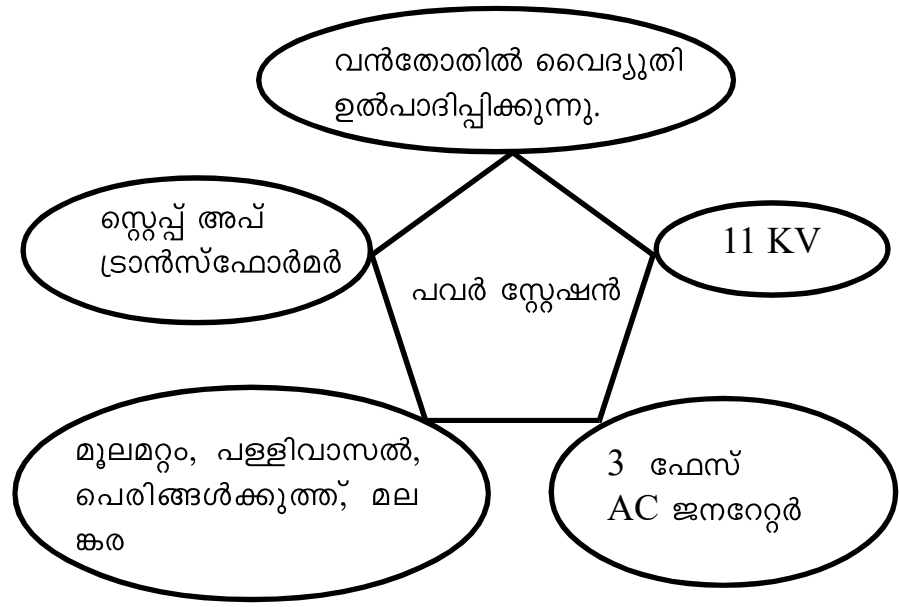 വൻതോതിൽ വൈദ്യുതി
ഉൽപാദിപ്പിക്കുന്നു.
സ്റ്റെപ്പ് അപ്
ട്രാൻസ്ഫോർമർ
11 KV
പവർ സ്റ്റേഷൻ
മൂലമറ്റം, പള്ളിവാസൽ,
പെരിങ്ങൾക്കുത്ത്, മല
ങ്കര
3 ഫേസ്
AC ജനറേറ്റർ